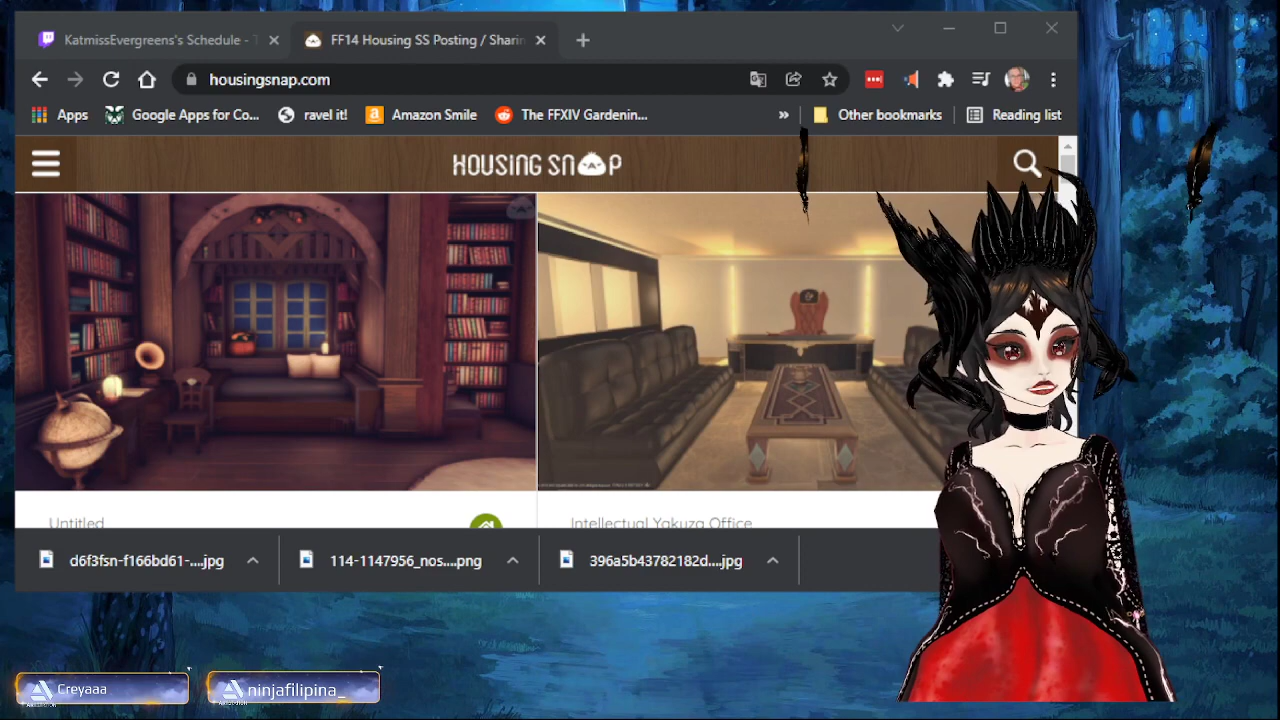 KatmissEvergreens's Schedule - T
FF14 Housing SS Posting / Sharin
housingsnap.com
Apps
Google Apps for Co...
ravel it!
Amazon Smile
The FFXIV Gardenin...
»
Other bookmarks
Reading list
HOUSING SNAP
Untitled
Intellectual Yakuza Office
d6f3fsn-f166bd61-....jpg
114-1147956_nos....png
396a5b43782182d....jpg
Creyaaa
ninjafilipina_